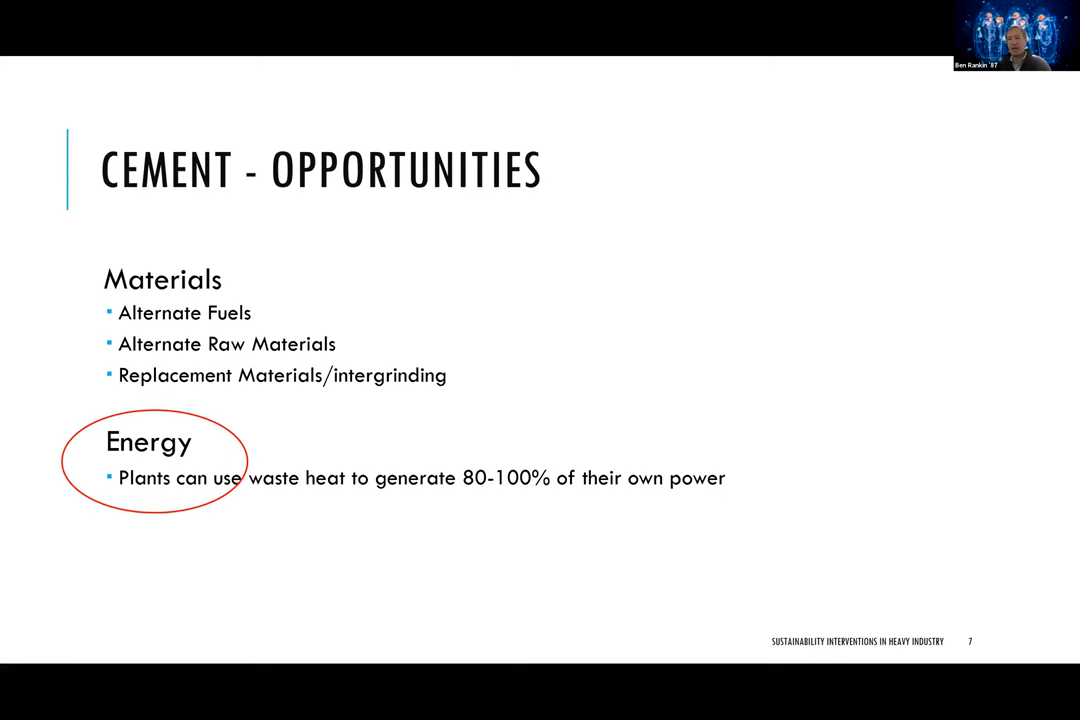 Ben Rankin '87
CEMENT - OPPORTUNITIES
Materials
Alternate Fuels
Alternate Raw Materials
Replacement Materials/intergrinding
Energy
Plants can use waste heat to generate 80-100% of their own power
SUSTAINABILITY INTERVENTIONS IN HEAVY INDUSTRY 7